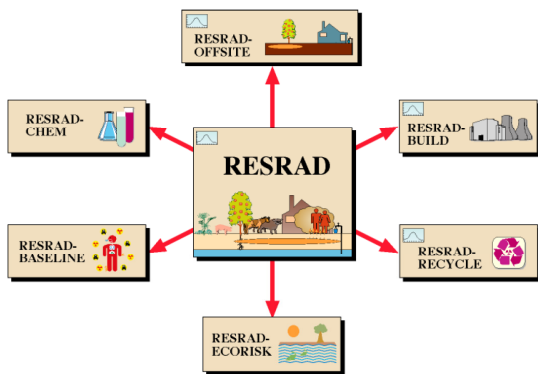 RESRAD-
OFFSITE
RESRAD-
CHEM
RESRAD-
BUILD
RESRAD
RESRAD-
BASELINE
RESRAD-
RECYCLE
RESRAD-
ECORISK